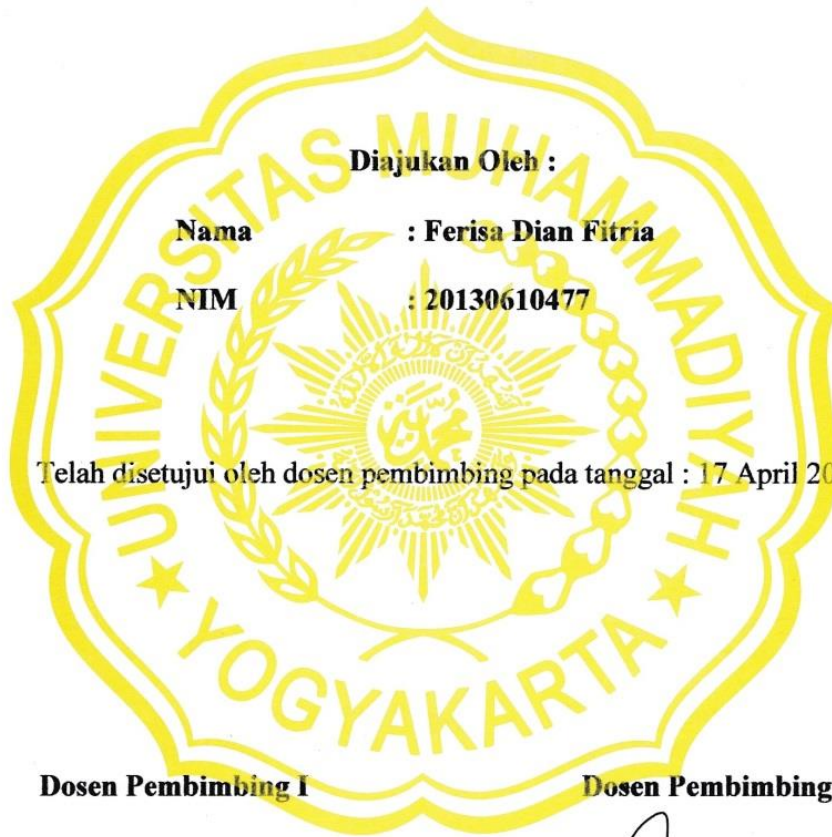 Diajukan Oleh :
Nama : Ferisa Dian Fitria
NIM : 20130610477
Telah disetujui oleh dosen pembimbing pada tanggal : 17 April 20
Dosen Pembimbing I Dosen Pembimbing
UNIVERSITAS MUHAMMADIYAH
★ YOGYAKARTA ★
محمدية